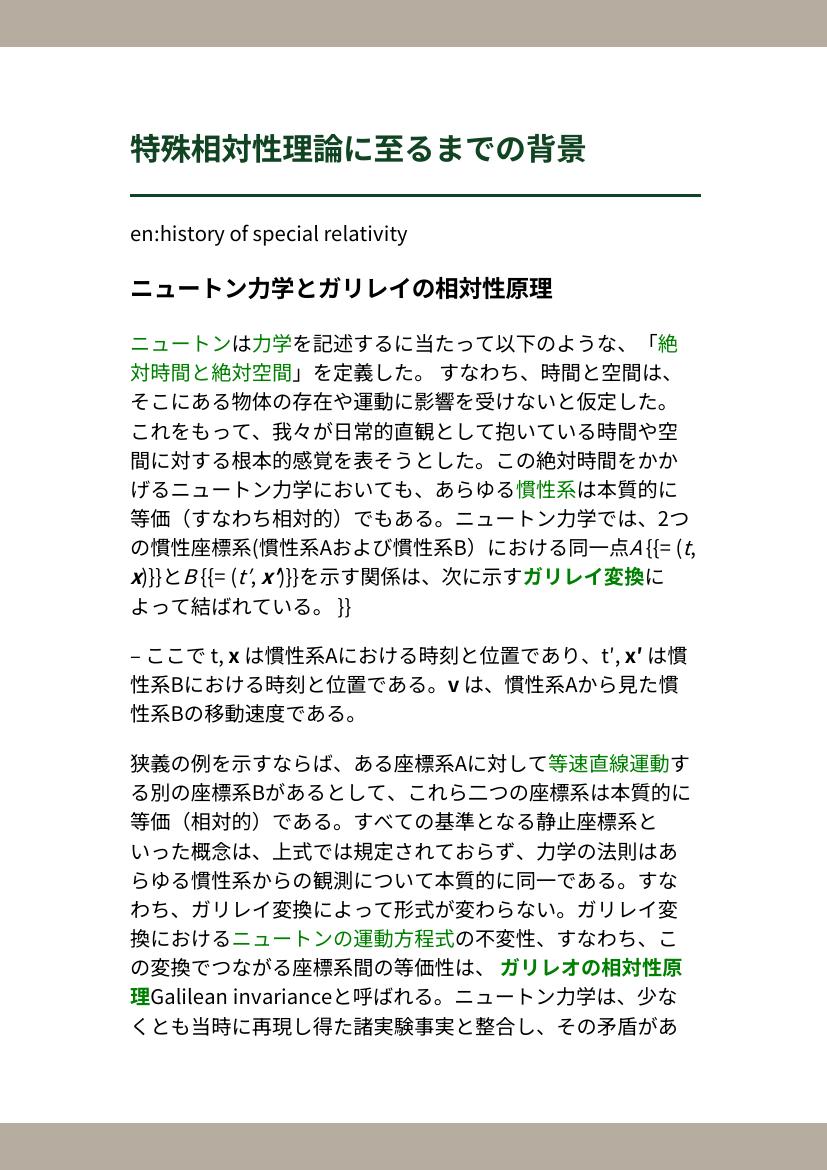 特殊相対性理論に至るまでの背景
en:history of special relativity
ニュートン力学とガリレイの相対性原理
ニュートンは力学を記述するに当たって以下のような、「絶
対時間と絶対空間」を定義した。 すなわち、時間と空間は、
そこにある物体の存在や運動に影響を受けないと仮定した。
これをもって、我々が日常的直観として抱いている時間や空
間に対する根本的感覚を表そうとした。この絶対時間をかか
げるニュートン力学においても、あらゆる慣性系は本質的に
等価（すなわち相対的）でもある。ニュートン力学では、2つ
の慣性座標系(慣性系Aおよび慣性系B）における同一点A{{= (t,
x)}}とB{{= (t′, x′)}}を示す関係は、次に示すガリレイ変換に
よって結ばれている。 }}
– ここで t, x は慣性系Aにおける時刻と位置であり、t′, x′ は慣
性系Bにおける時刻と位置である。v は、慣性系Aから見た慣
性系Bの移動速度である。
狭義の例を示すならば、ある座標系Aに対して等速直線運動す
る別の座標系Bがあるとして、これら二つの座標系は本質的に
等価（相対的）である。すべての基準となる静止座標系と
いった概念は、上式では規定されておらず、力学の法則はあ
らゆる慣性系からの観測について本質的に同一である。すな
わち、ガリレイ変換によって形式が変わらない。ガリレイ変
換におけるニュートンの運動方程式の不変性、すなわち、こ
の変換でつながる座標系間の等価性は、 ガリレオの相対性原
理Galilean invarianceと呼ばれる。ニュートン力学は、少な
くとも当時に再現し得た諸実験事実と整合し、その矛盾があ